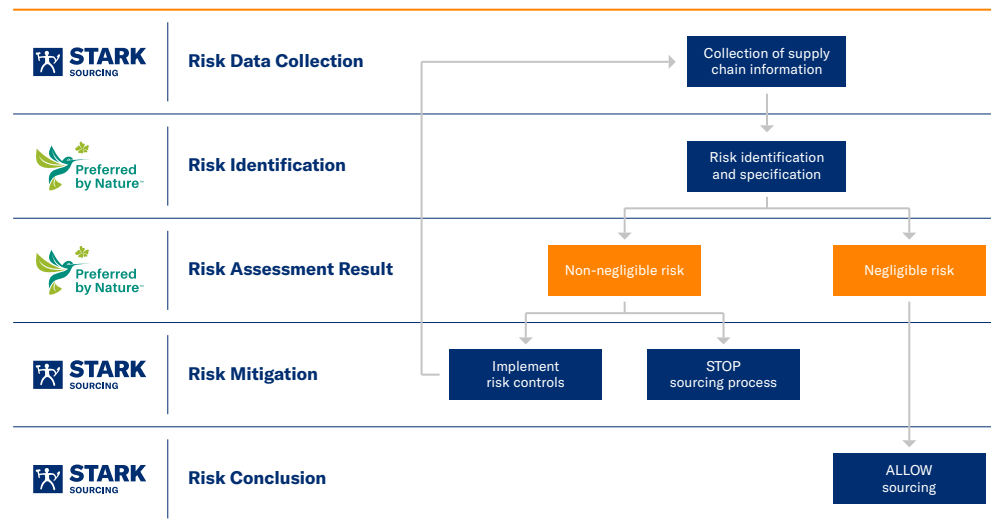 STARK
SOURCING
Risk Data Collection
Collection of supply
chain information
Preferred
by Nature™
Risk Identification
Risk identification
and specification
Preferred
by Nature™
Risk Assessment Result
Non-negligible risk
Negligible risk
STARK
SOURCING
Risk Mitigation
Implement
risk controls
STOP
sourcing process
STARK
SOURCING
Risk Conclusion
ALLOW
sourcing